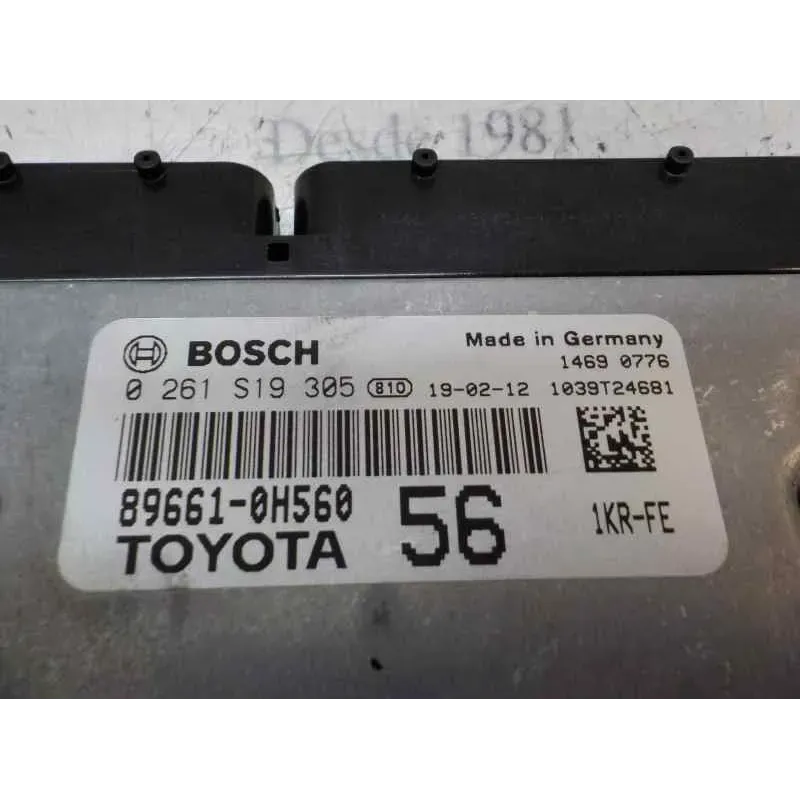 Desde 1981
BOSCH
Made in Germany
1469 0776
0 261 S19 305 810 19-02-12 1039T24681
89661-0H560
56
1KR-FE
TOYOTA